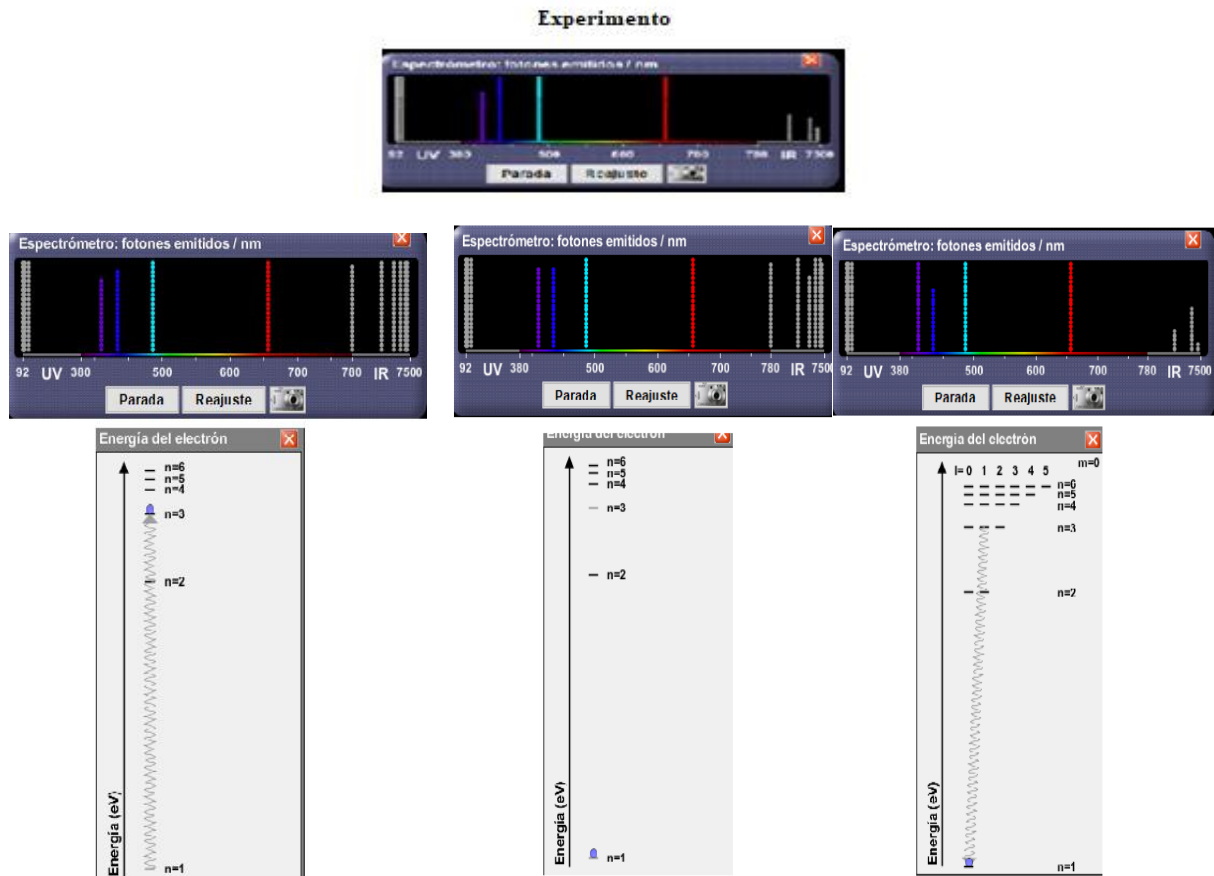 Experimento
Espectrómetro: fotones emitidos / nm
92 UV 380 500 600 700 780 IR 7500
Parada Reajuste
Espectrómetro: fotones emitidos / nm
92 UV 380 500 600 700 780 IR 7500
Parada Reajuste
Espectrómetro: fotones emitidos / nm
92 UV 380 500 600 700 780 IR 7500
Parada Reajuste
Espectrómetro: fotones emitidos / nm
92 UV 380 500 600 700 780 IR 7500
Parada Reajuste
Energía del electrón
n=6
n=5
n=4
n=3
n=2
n=1
Energía (eV)
Energía del electrón
n=6
n=5
n=4
n=3
n=2
n=1
Energía (eV)
Energía del electrón
l= 0 1 2 3 4 5 m=0
n=6
n=5
n=4
n=3
n=2
n=1
Energía (eV)